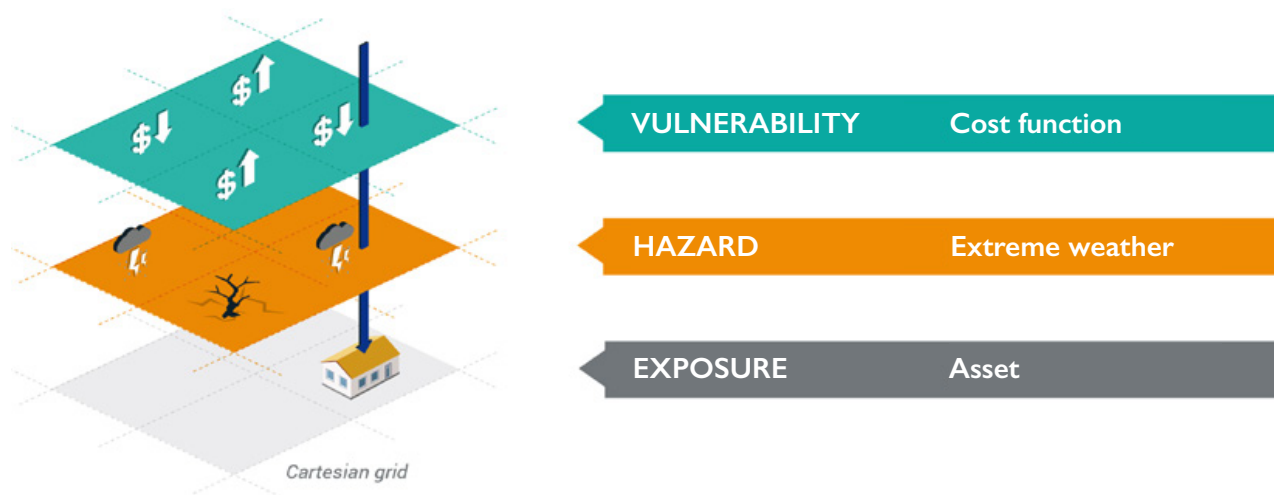 $ $ $ $
VULNERABILITY Cost function
HAZARD Extreme weather
EXPOSURE Asset
Cartesian grid